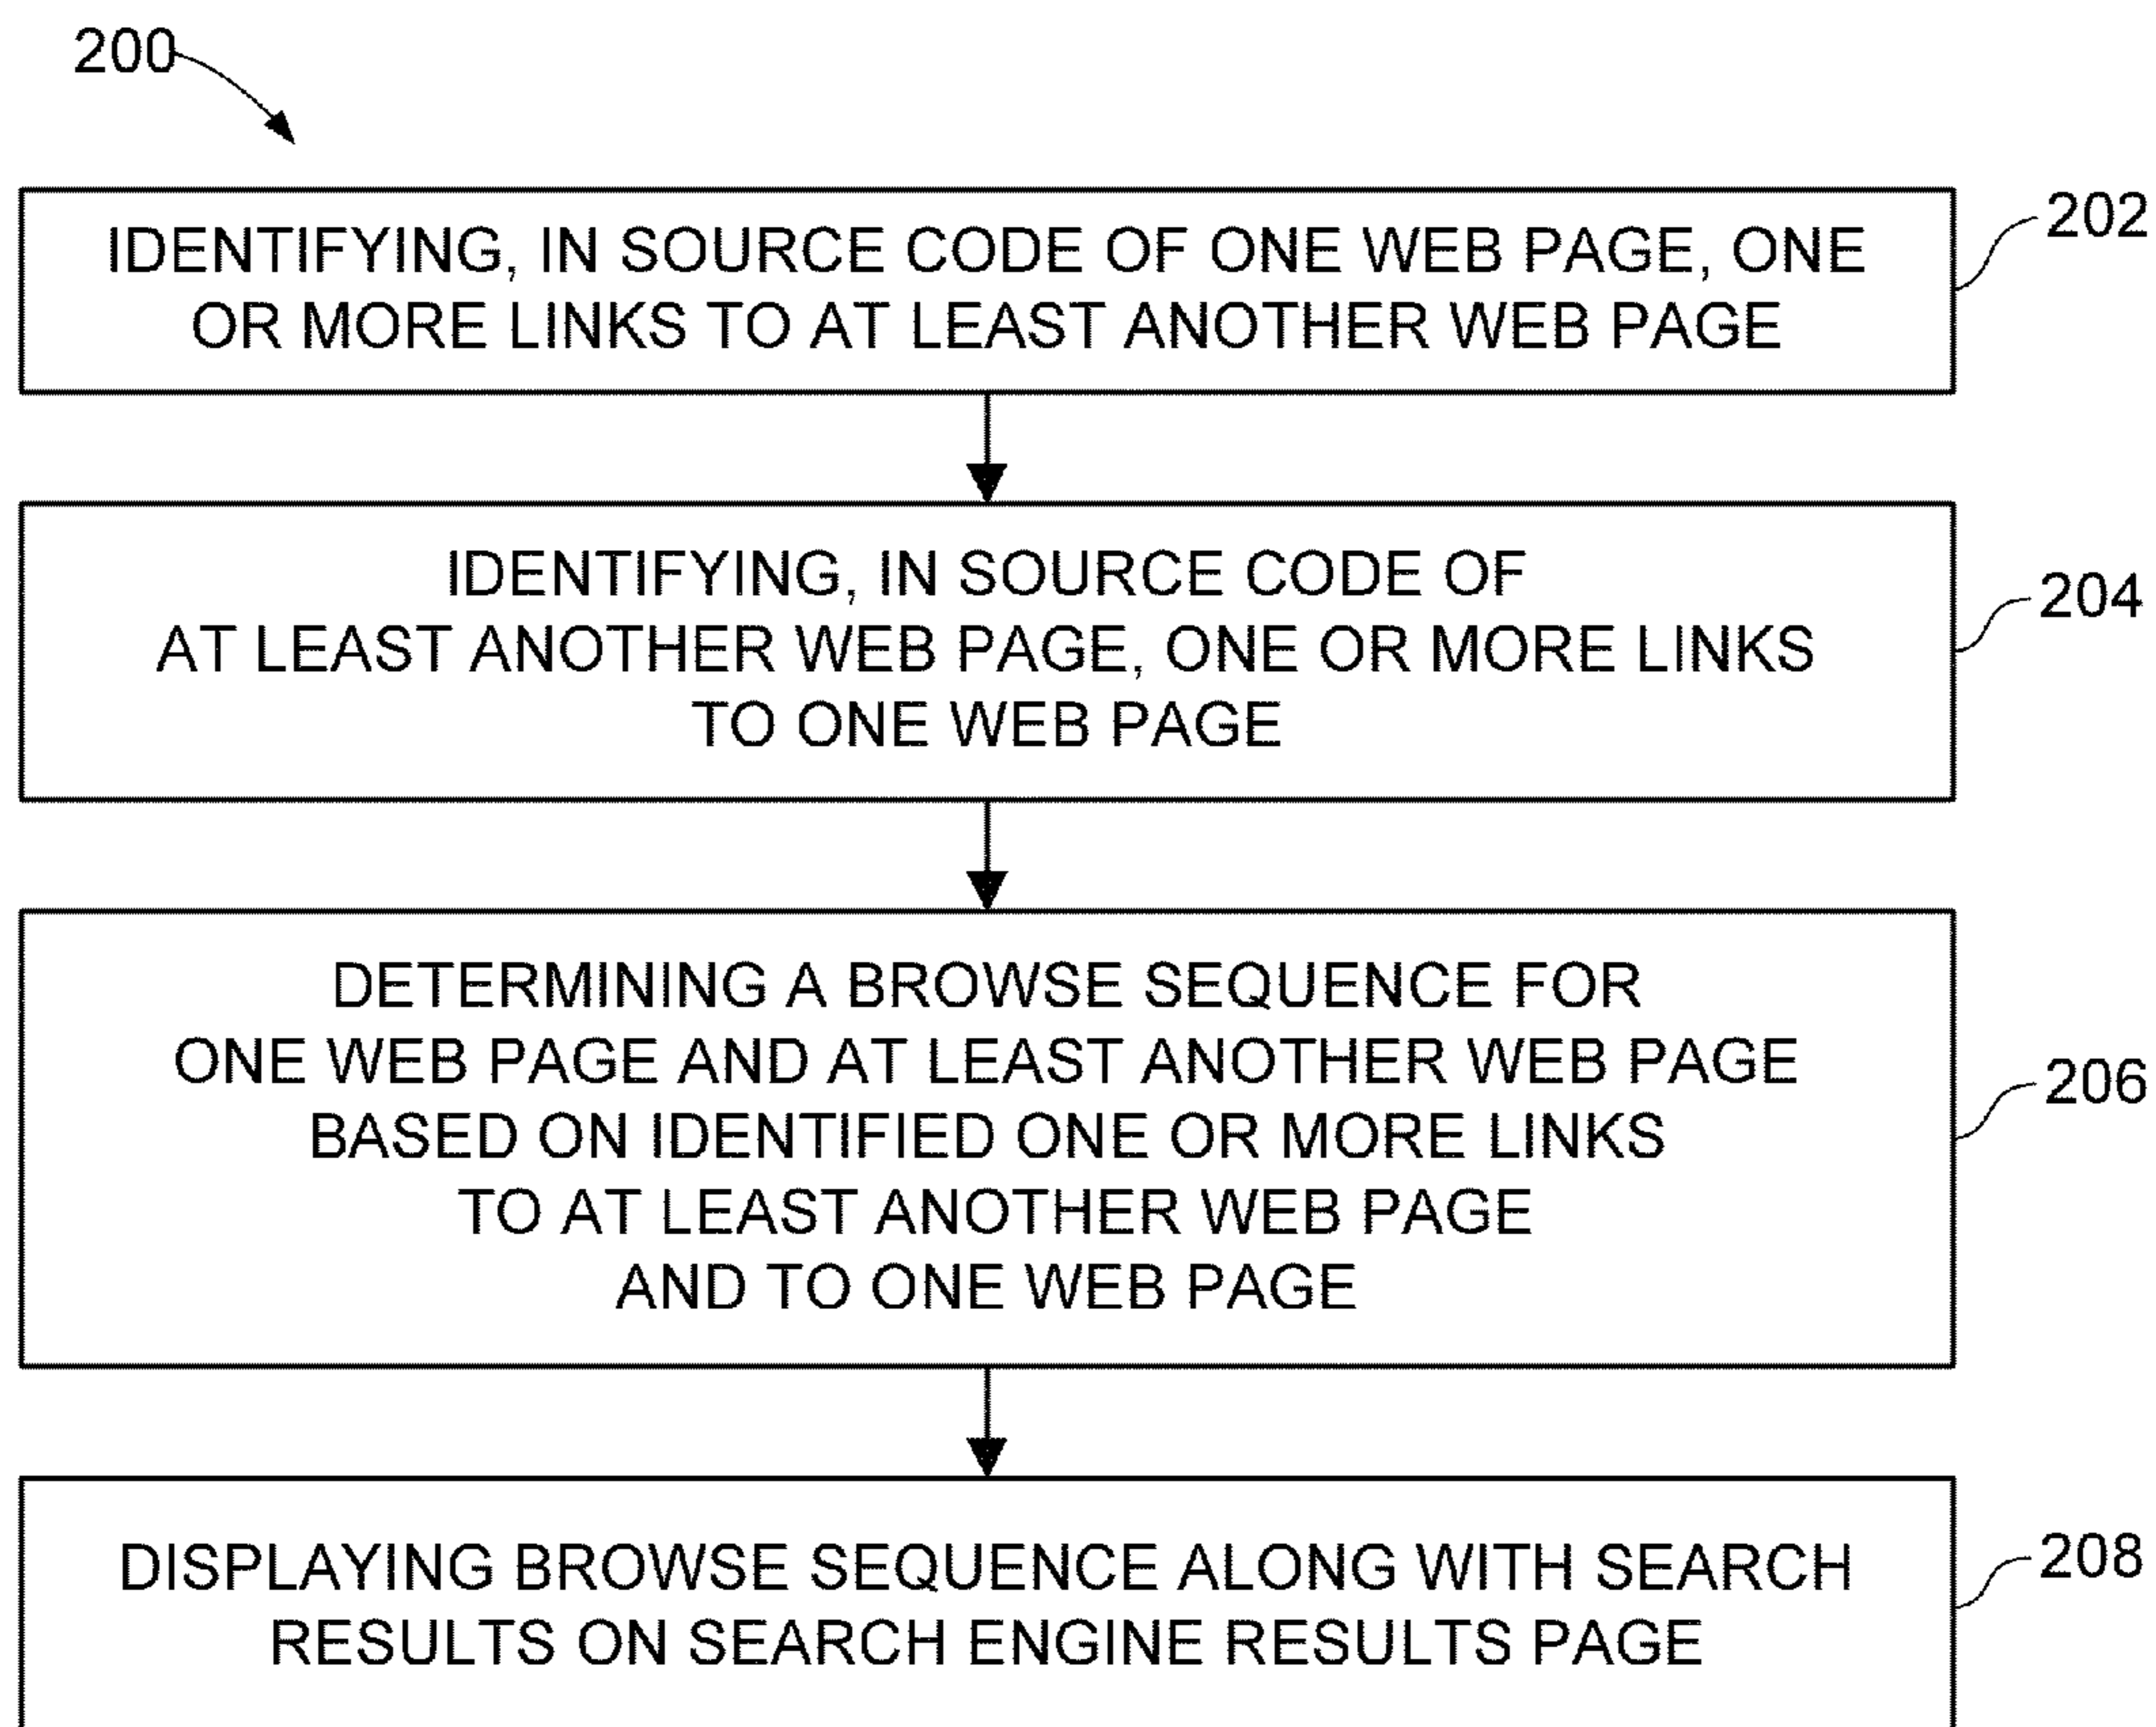 200
IDENTIFYING, IN SOURCE CODE OF ONE WEB PAGE, ONE
OR MORE LINKS TO AT LEAST ANOTHER WEB PAGE
202
IDENTIFYING, IN SOURCE CODE OF
AT LEAST ANOTHER WEB PAGE, ONE OR MORE LINKS
TO ONE WEB PAGE
204
DETERMINING A BROWSE SEQUENCE FOR
ONE WEB PAGE AND AT LEAST ANOTHER WEB PAGE
BASED ON IDENTIFIED ONE OR MORE LINKS
TO AT LEAST ANOTHER WEB PAGE
AND TO ONE WEB PAGE
206
DISPLAYING BROWSE SEQUENCE ALONG WITH SEARCH
RESULTS ON SEARCH ENGINE RESULTS PAGE
208